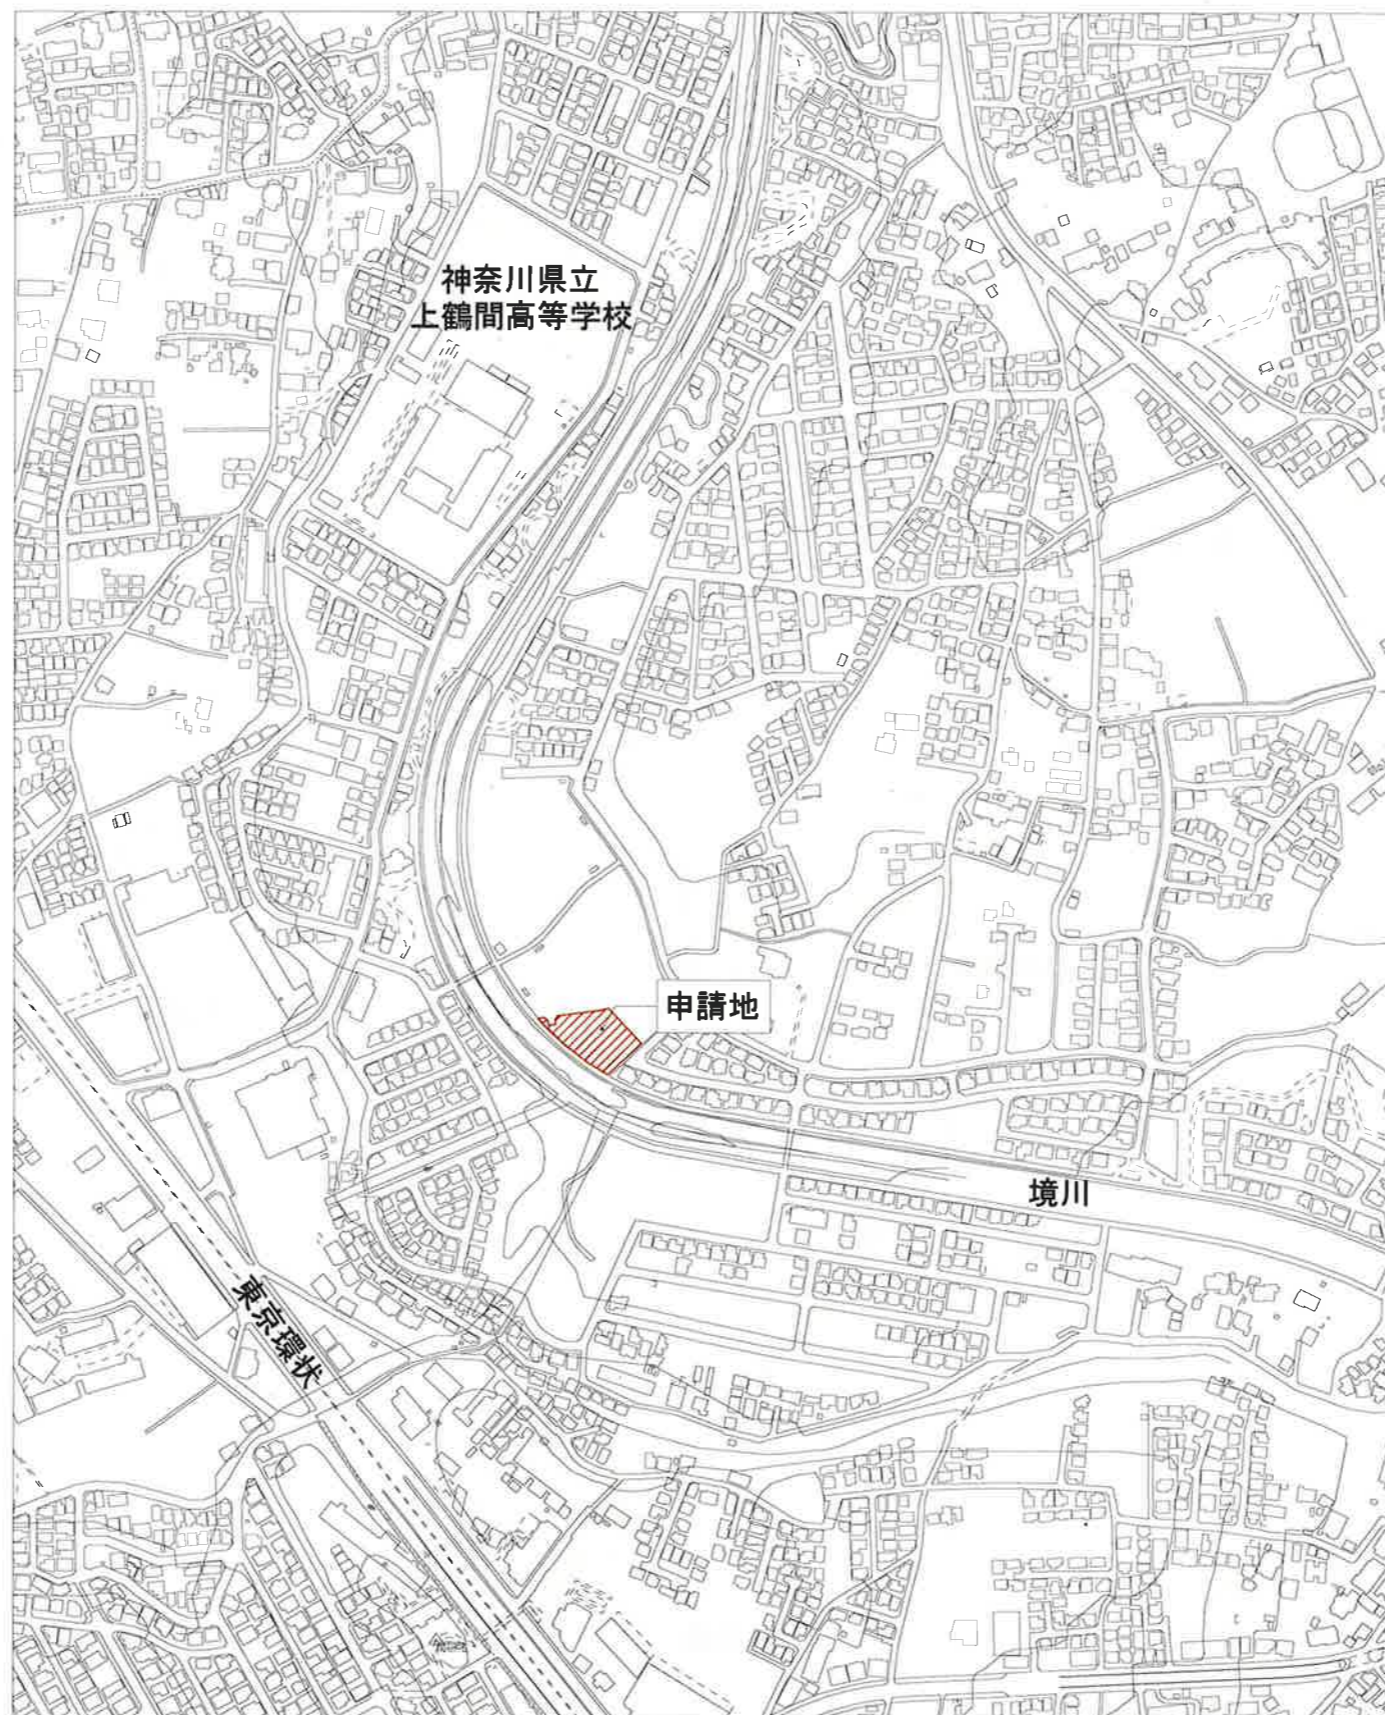 神奈川県立
上鶴間高等学校
申請地
境川
東京環状